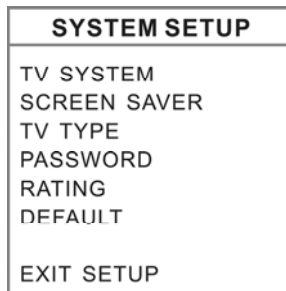 SYSTEM SETUP
TV SYSTEM
SCREEN SAVER
TV TYPE
PASSWORD
RATING
DEFAULT
EXIT SETUP